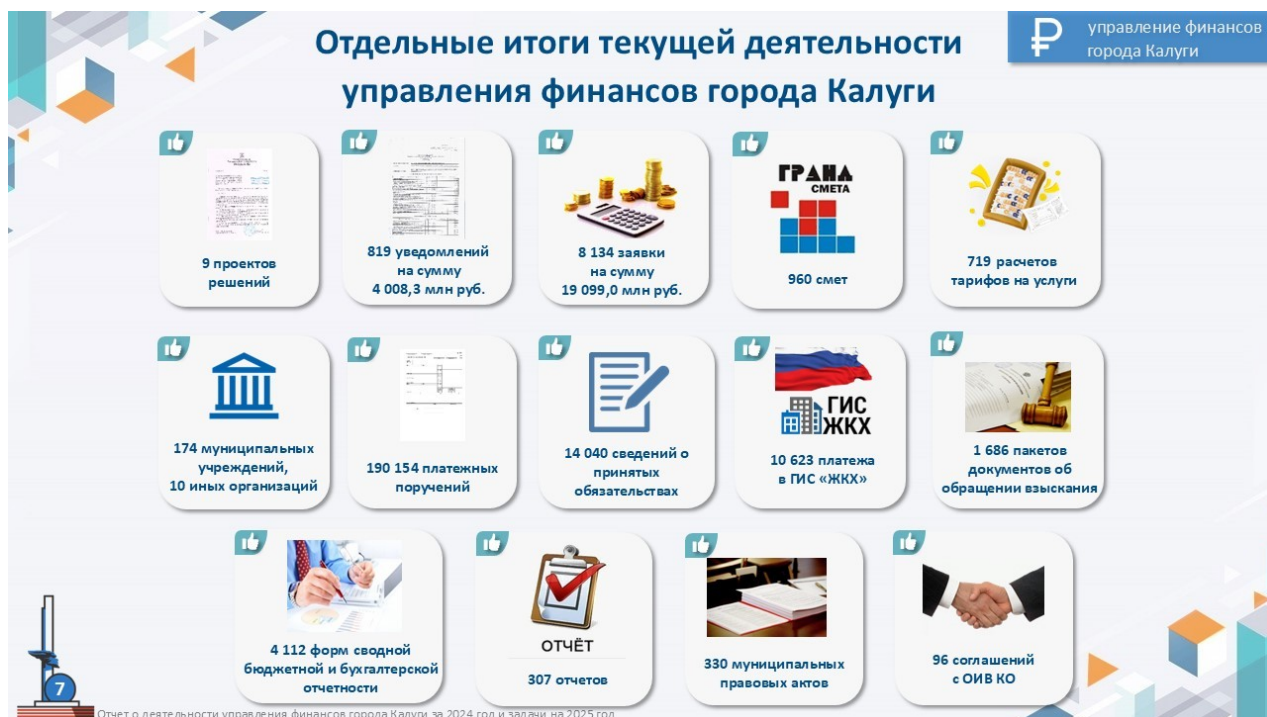 Отдельные итоги текущей деятельности
управления финансов города Калуги
управление финансов
города Калуги
9 проектов
решений
819 уведомлений
на сумму
4 008,3 млн руб.
8 134 заявки
на сумму
19 099,0 млн руб.
ГРАНД
СМЕТА
960 смет
719 расчетов
тарифов на услуги
174 муниципальных
учреждений,
10 иных организаций
190 154 платежных
поручений
14 040 сведений о
принятых
обязательствах
ГИС
ЖКХ
10 623 платежа
в ГИС «ЖКХ»
1 686 пакетов
документов об
обращении взыскания
4 112 форм сводной
бюджетной и бухгалтерской
отчетности
ОТЧЁТ
307 отчетов
330 муниципальных
правовых актов
96 соглашений
с ОИВ КО
7
Отчет о деятельности управления финансов города Калуги за 2024 год и задачи на 2025 год